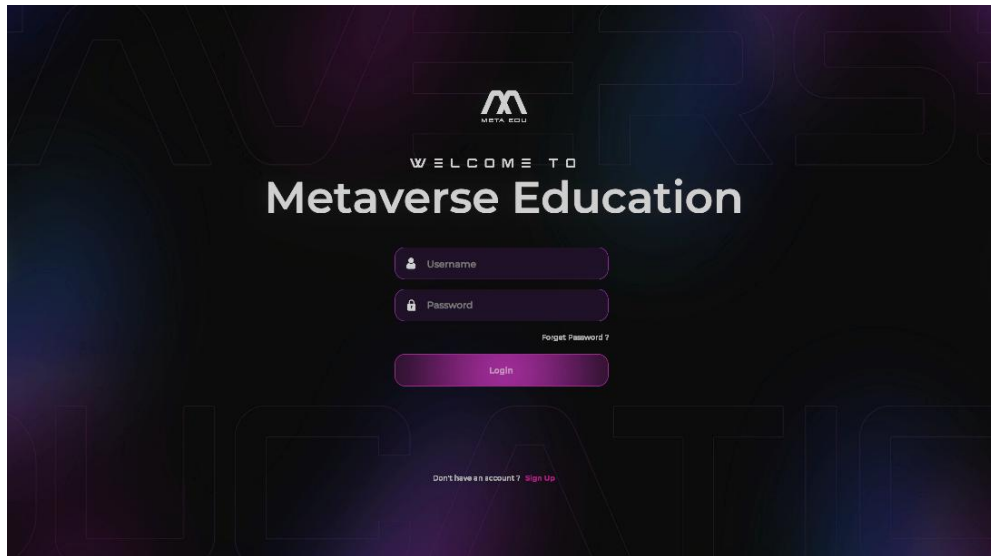 META EDU
WELCOME TO
Metaverse Education
Username
Password
Forget Password ?
Login
Don't have an account ? Sign Up